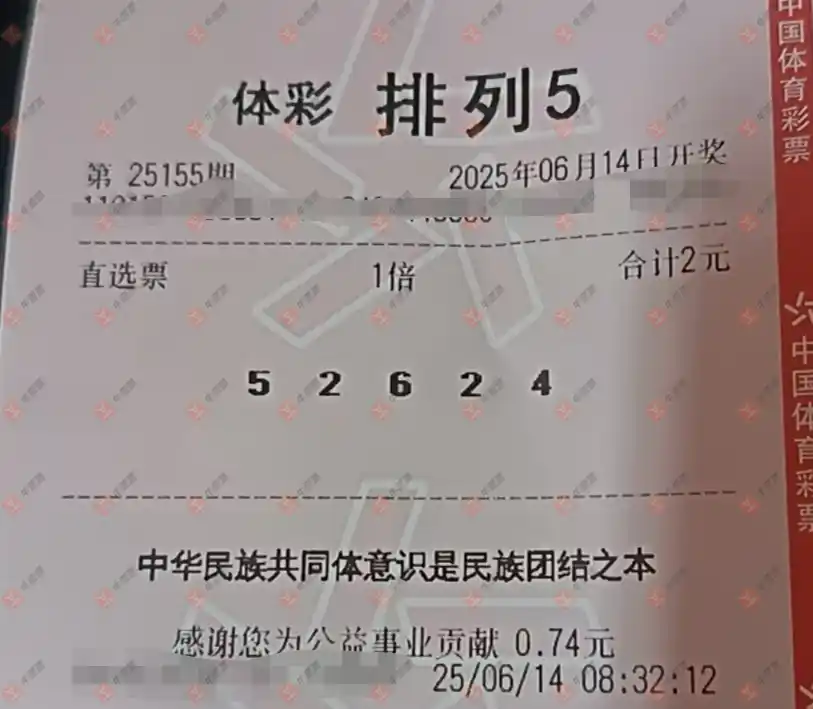 体彩 排列5
第 25155期 2025年06月14日开奖
直选票 1倍 合计2元
5 2 6 2 4
中华民族共同体意识是民族团结之本
感谢您为公益事业贡献 0.74元
25/06/14 08:32:12
中国体育彩票
中国体育彩票